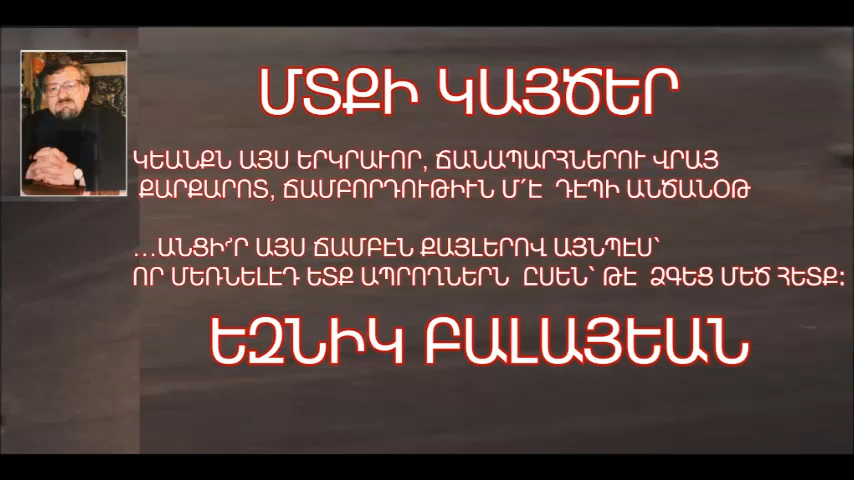 ՄՏՔԻ ԿԱՅԾԵՐ
ԿԵԱՆՔՆ ԱՅՍ ԵՐԿՐԱՒՈՐ, ՃԱՆԱՊԱՐՀՆԵՐՈՒ ՎՐԱՅ
ՔԱՐՔԱՐՈՏ, ՃԱՄԲՈՐԴՈՒԹԻՒՆ Մ՛Է ԴԷՊԻ ԱՆԾԱՆՕԹ
...ԱՆՑԻ՛Ր ԱՅՍ ՃԱՄԲԷՆ ՔԱՅԼԵՐՈՎ ԱՅՆՊԷՍ՝
ՈՐ ՄԵՌՆԵԼԷԴ ԵՏՔ ԱՊՐՈՂՆԵՐՆ ԸՍԵՆ՝ ԹԷ ՁԳԵՑ ՄԵԾ ՀԵՏՔ։
ԵԶՆԻԿ ԲԱԼԱՅԵԱՆ